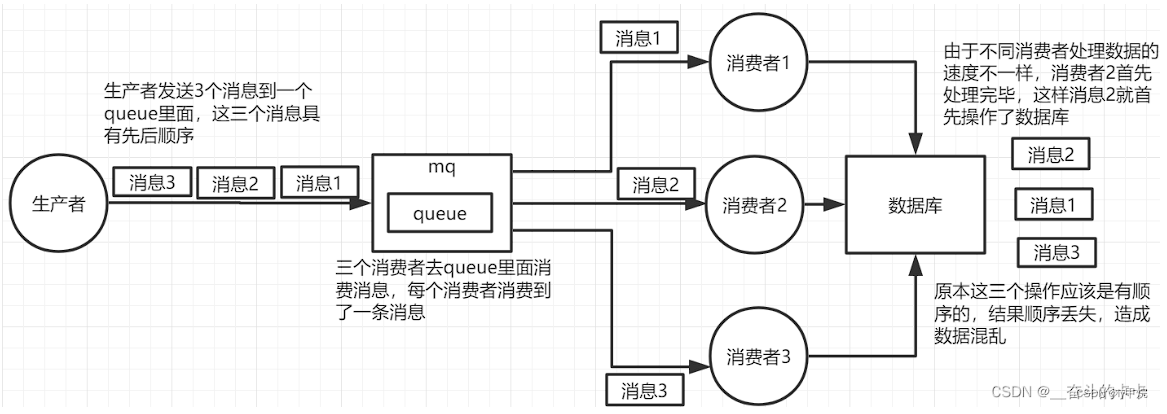 生产者发送3个消息到一个
queue里面，这三个消息具
有先后顺序
生产者
消息3
消息2
消息1
mq
queue
三个消费者去queue里面消
费消息，每个消费者消费到
了一条消息
消息1
消费者1
消息2
消费者2
消息3
消费者3
数据库
由于不同消费者处理数据的
速度不一样，消费者2首先
处理完毕，这样消息2就首
先操作了数据库
消息2
消息1
消息3
原本这三个操作应该是有顺
序的，结果顺序丢失，造成
数据混乱
CSDN @__奋斗的卡卡